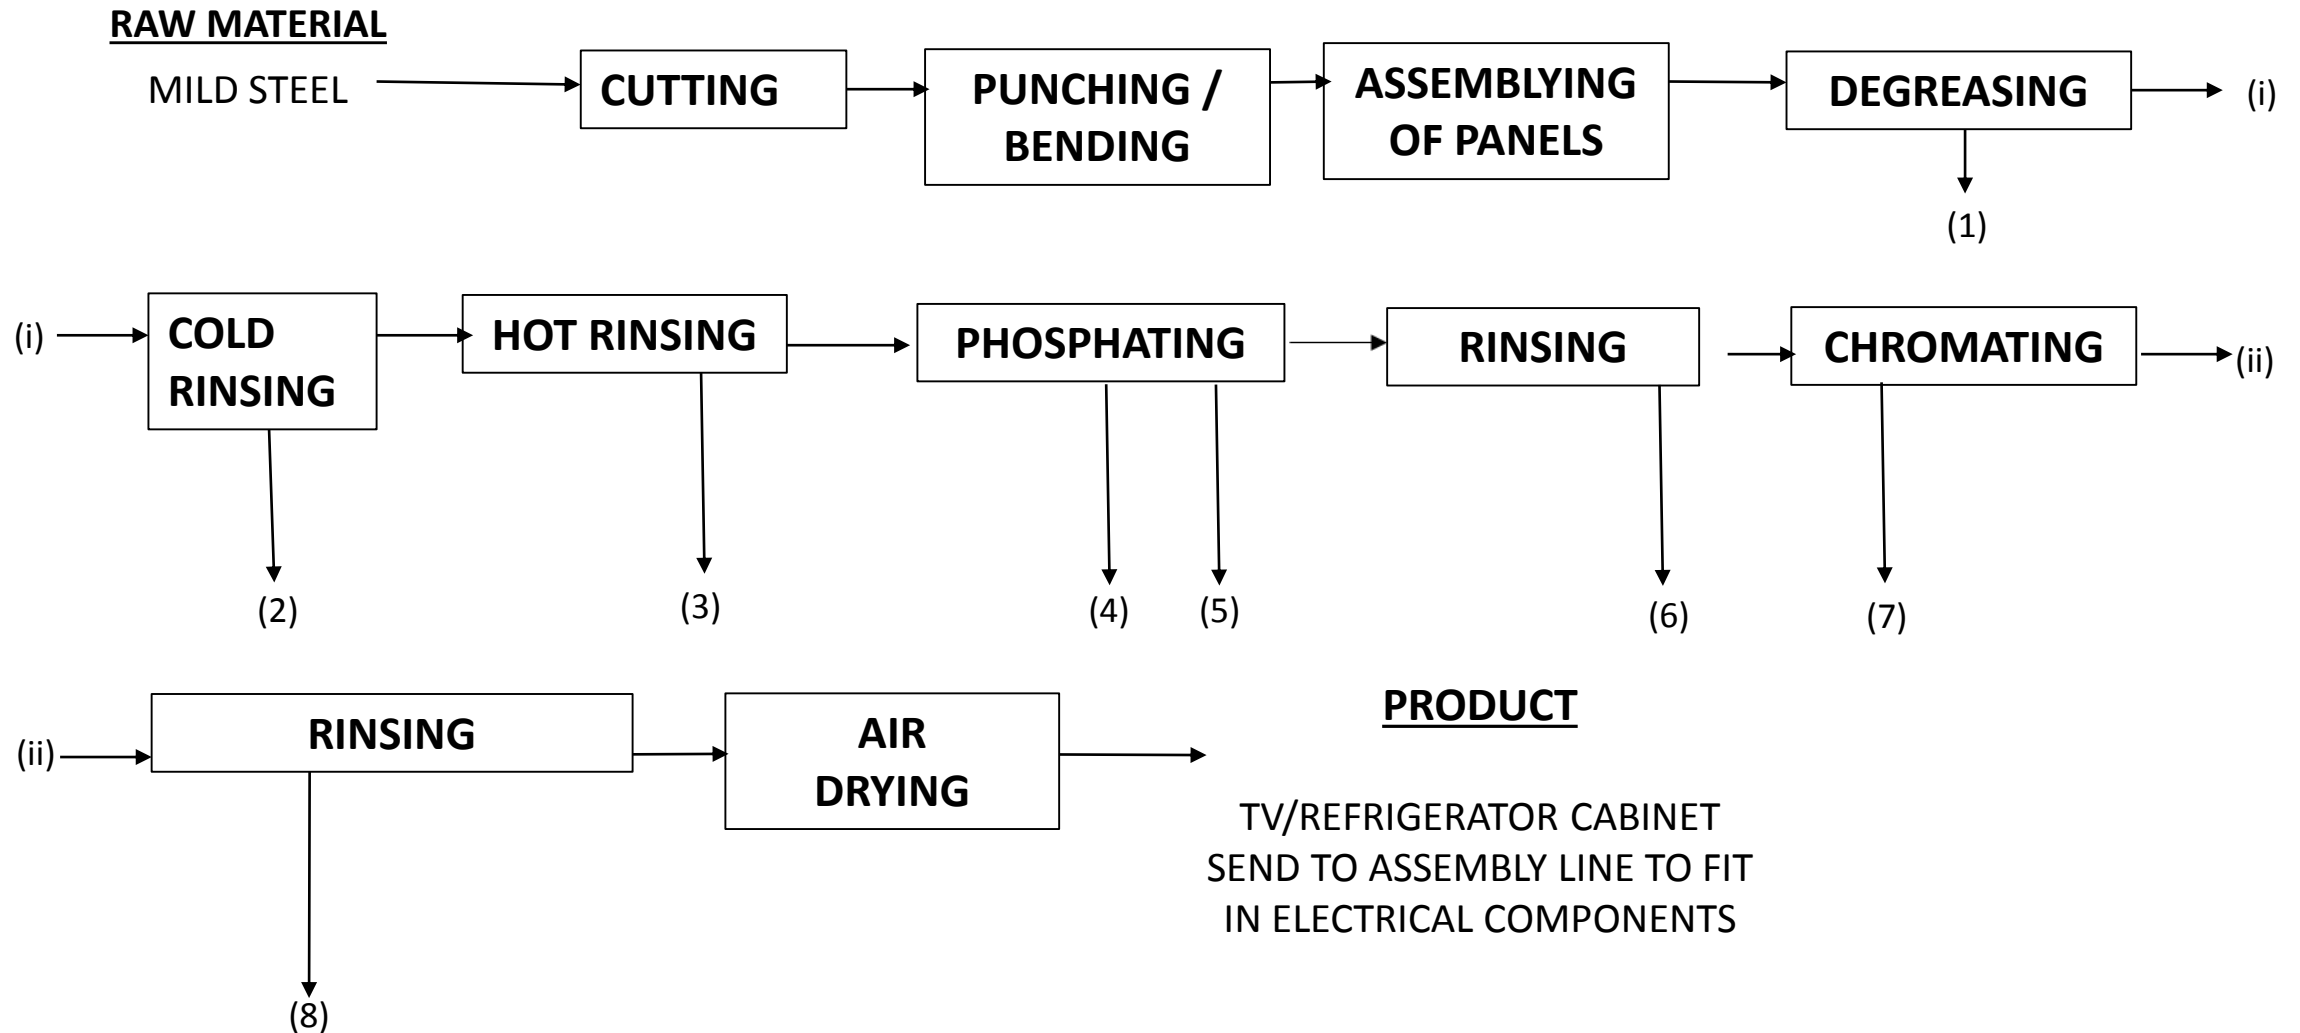 RAW MATERIAL
MILD STEEL
CUTTING
PUNCHING /
BENDING
ASSEMBLYING
OF PANELS
DEGREASING
(i)
(1)
(i)
COLD
RINSING
HOT RINSING
PHOSPHATING
RINSING
CHROMATING
(ii)
(2)
(3)
(4)
(5)
(6)
(7)
(ii)
RINSING
AIR
DRYING
PRODUCT
TV/REFRIGERATOR CABINET
SEND TO ASSEMBLY LINE TO FIT
IN ELECTRICAL COMPONENTS
(8)